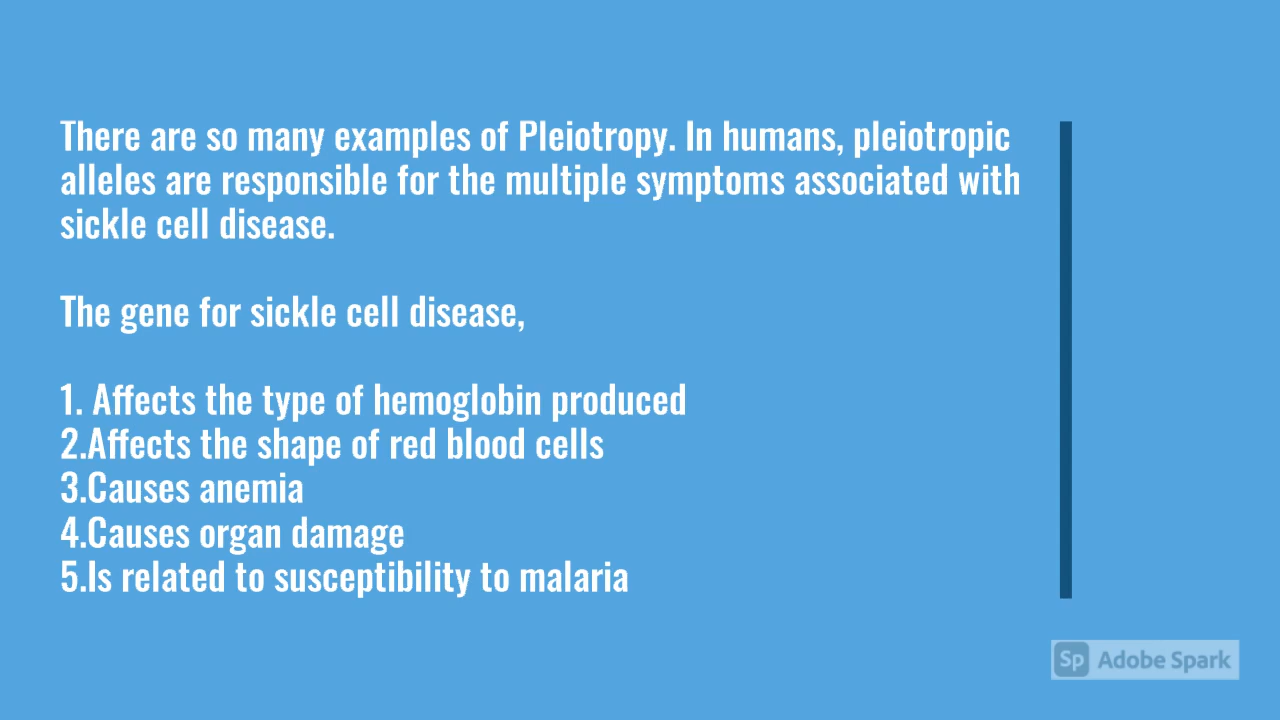 There are so many examples of Pleiotropy. In humans, pleiotropic
alleles are responsible for the multiple symptoms associated with
sickle cell disease.
The gene for sickle cell disease,
1. Affects the type of hemoglobin produced
2.Affects the shape of red blood cells
3.Causes anemia
4.Causes organ damage
5.Is related to susceptibility to malaria
Sp Adobe Spark